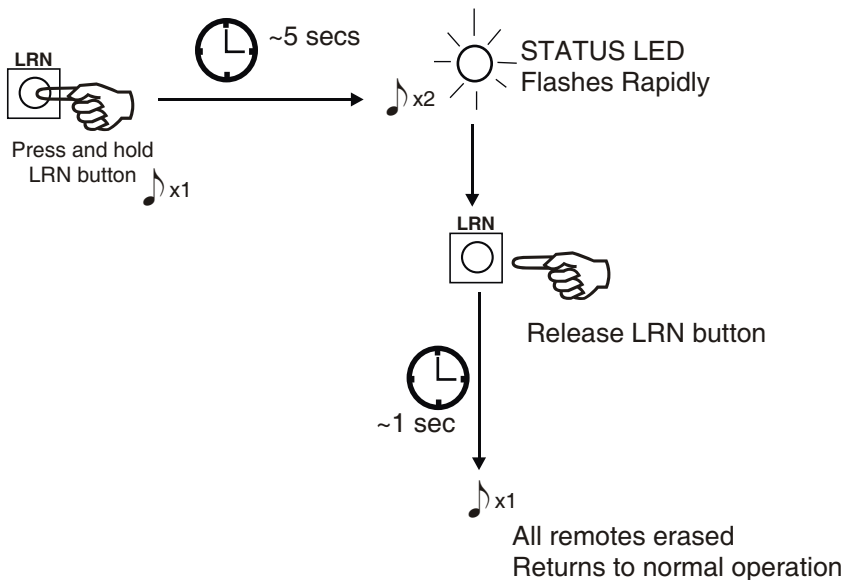 LRN
Press and hold
LRN button
x1
~5 secs
x2
STATUS LED
Flashes Rapidly
LRN
Release LRN button
~1 sec
x1
All remotes erased
Returns to normal operation